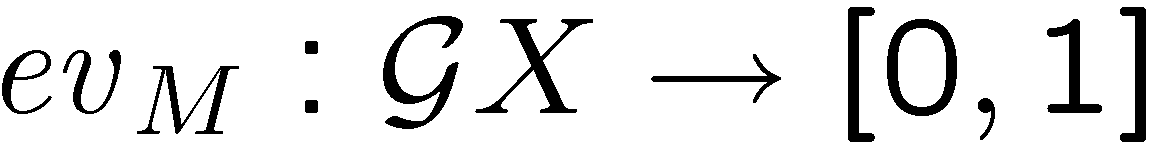 ev_M : 𝒢X → [0, 1]